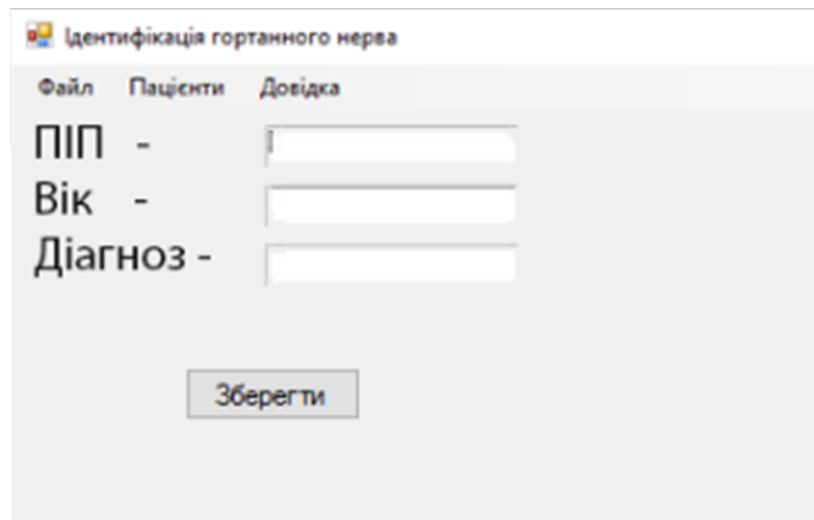 Ідентифікація гортанного нерва
Файл Пацієнти Довідка
ПІП -
Вік -
Діагноз -
Зберегти